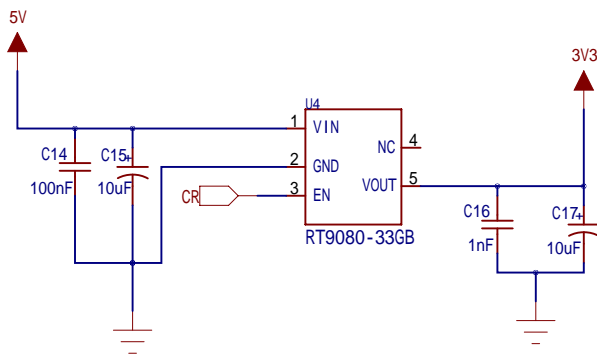 5V
3V3
U4
1 VIN
NC 4
C14
C15+
2 GND
100nF
10uF
CR
3 EN
VOUT 5
C16
C17+
RT9080-33GB
1nF
10uF